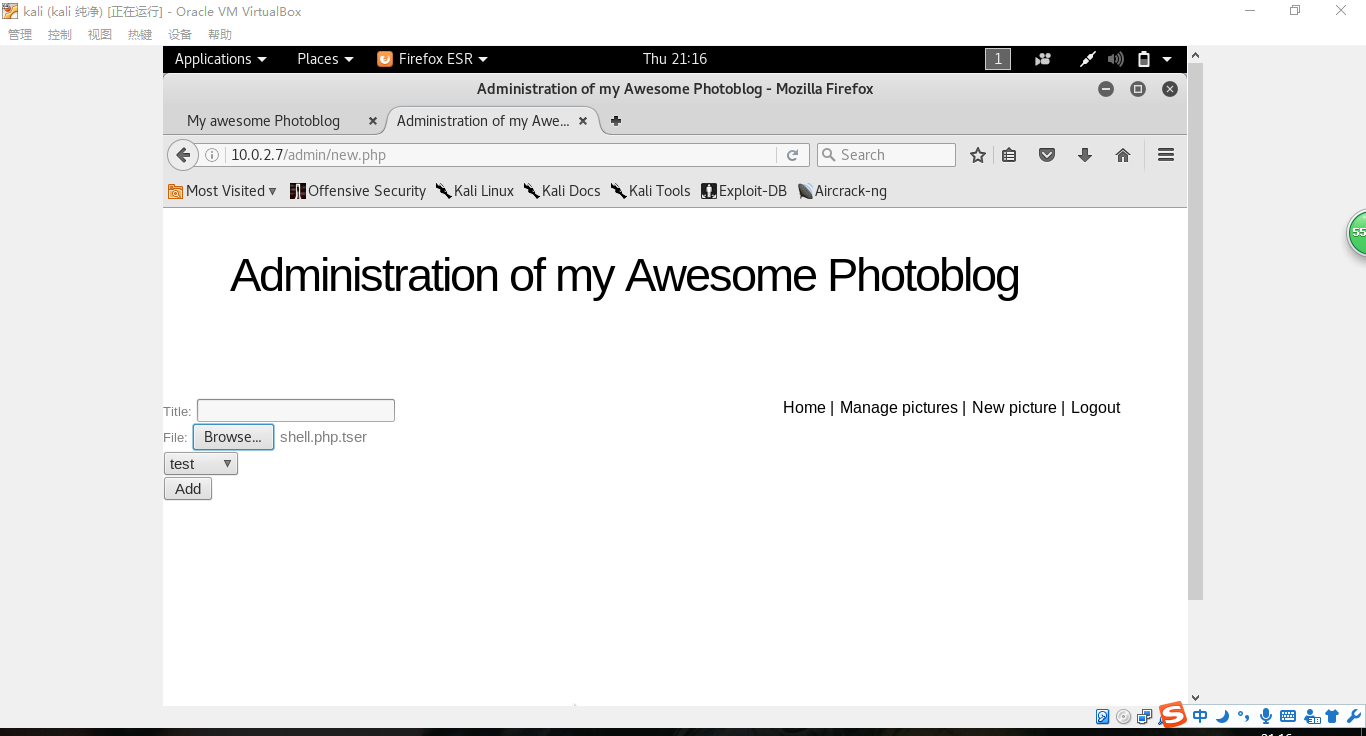 kali (kali 纯净) [正在运行] - Oracle VM VirtualBox
管理 控制 视图 热键 设备 帮助
Applications Places Firefox ESR Thu 21:16 1
Administration of my Awesome Photoblog - Mozilla Firefox
My awesome Photoblog Administration of my Awe...
10.0.2.7/admin/new.php Search
Most Visited Offensive Security Kali Linux Kali Docs Kali Tools Exploit-DB Aircrack-ng
55
Administration of my Awesome Photoblog
Title: Home | Manage pictures | New picture | Logout
File: Browse... shell.php.tser
test
Add
S 中